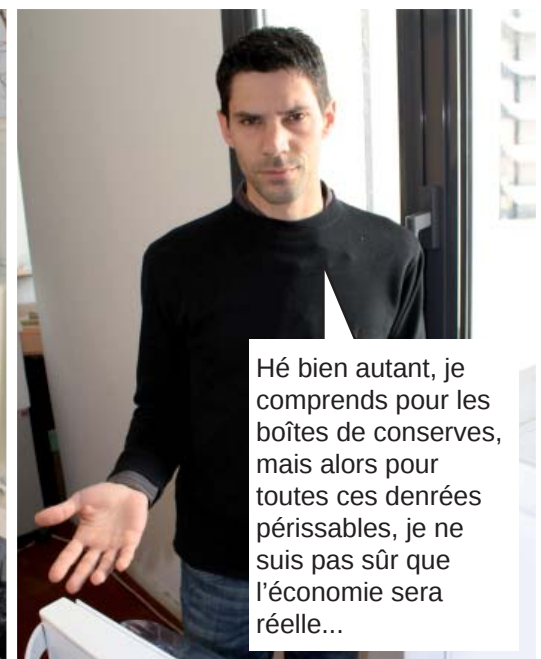 Hé bien autant, je
comprends pour les
boîtes de conserves,
mais alors pour
toutes ces denrées
périssables, je ne
suis pas sûr que
l’économie sera
réelle...